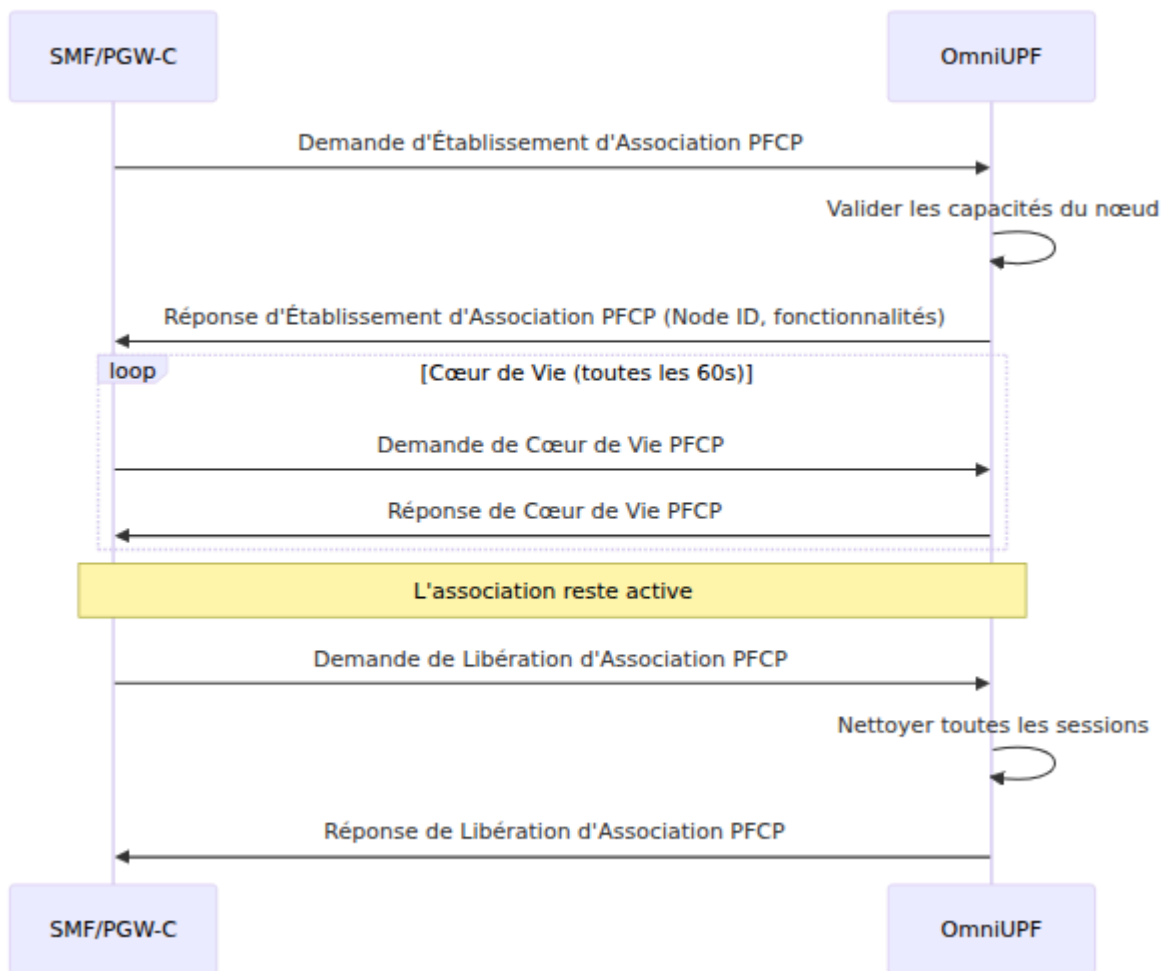 SMF/PGW-C
OmniUPF
Demande d'Établissement d'Association PFCP
Valider les capacités du nœud
Réponse d'Établissement d'Association PFCP (Node ID, fonctionnalités)
loop
[Cœur de Vie (toutes les 60s)]
Demande de Cœur de Vie PFCP
Réponse de Cœur de Vie PFCP
L'association reste active
Demande de Libération d'Association PFCP
Nettoyer toutes les sessions
Réponse de Libération d'Association PFCP
SMF/PGW-C
OmniUPF